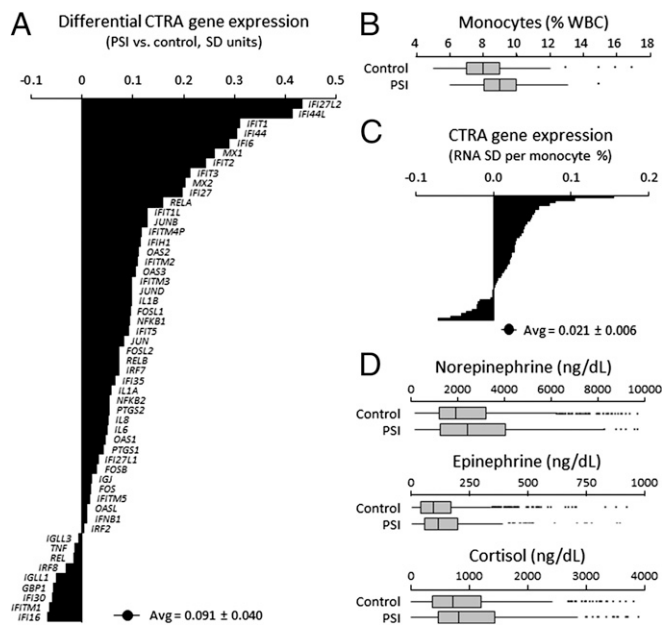 A
Differential CTRA gene expression
(PSI vs. control, SD units)
-0.1 0.0 0.1 0.2 0.3 0.4 0.5
IFI27L2
IFI44L
IFIT1
IFI44
IFI6
MX1
IFIT2
IFIT3
MX2
IFI27
RELA
IFIT1L
JUNB
IFITM4P
IFIH1
OAS2
IFITM2
OAS3
IFITM3
JUND
IL1B
FOSL1
NFKB1
IFIT5
JUN
FOSL2
RELB
IRF7
IFI35
IL1A
NFKB2
PTGS2
IL8
IL6
OAS1
PTGS1
IFI27L1
FOSB
IGJ
FOS
IFITM5
OASL
IFNB1
IRF2
IGLL3
TNF
REL
IRF8
IGLL1
GBP1
IFI30
IFITM1
IFI16
Avg = 0.091 ± 0.040
B
Monocytes (% WBC)
4 6 8 10 12 14 16 18
Control
PSI
C
CTRA gene expression
(RNA SD per monocyte %)
-0.1 0.0 0.1 0.2
Avg = 0.021 ± 0.006
D
Norepinephrine (ng/dL)
0 2000 4000 6000 8000 10000
Control
PSI
Epinephrine (ng/dL)
0 250 500 750 1000
Control
PSI
Cortisol (ng/dL)
0 1000 2000 3000 4000
Control
PSI